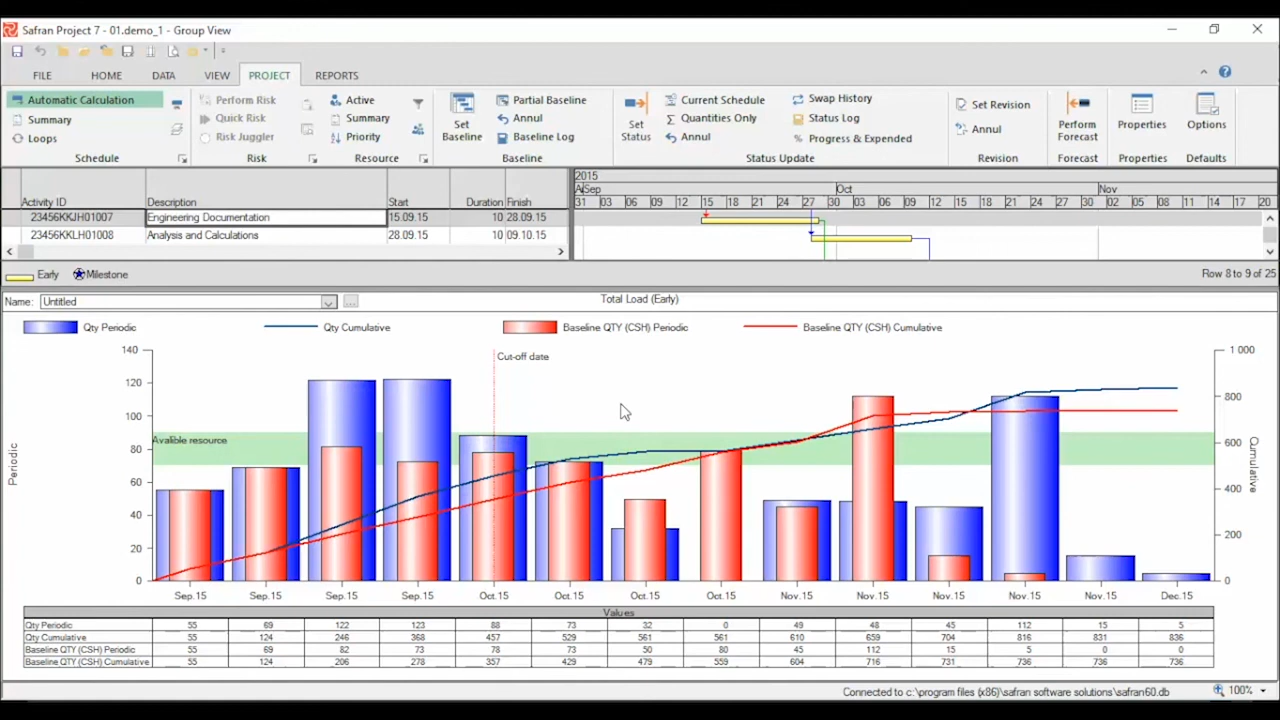 Safran Project 7 - 01.demo_1 - Group View
FILE HOME DATA VIEW PROJECT REPORTS
Automatic Calculation
Summary
Loops
Schedule
Perform Risk
Quick Risk
Risk Juggler
Risk
Active
Summary
Priority
Resource
Set Baseline
Partial Baseline
Annul
Baseline Log
Baseline
Set Status
Current Schedule
Quantities Only
Annul
Swap History
Status Log
Progress & Expended
Status Update
Set Revision
Annul
Revision
Perform Forecast
Forecast
Properties
Properties
Options
Defaults
2015
Sep Oct Nov
Activity ID Description Start Duration Finish
31 03 06 09 12 15 18 21 24 27 30 03 06 09 12 15 18 21 24 27 30 02 05 08 11 14 17 20
23456KKJH01007 Engineering Documentation 15.09.15 10 28.09.15
23456KKLH01008 Analysis and Calculations 28.09.15 10 09.10.15
Early Milestone Row 8 to 9 of 25
Name: Untitled Total Load (Early)
Qty Periodic Qty Cumulative Baseline QTY (CSH) Periodic Baseline QTY (CSH) Cumulative
Periodic
140
120
100
80
60
40
20
0
Cut-off date
Avalible resource
1 000
800
600
400
200
0
Cumulative
Sep.15 Sep.15 Sep.15 Sep.15 Oct.15 Oct.15 Oct.15 Oct.15 Nov.15 Nov.15 Nov.15 Nov.15 Nov.15 Dec.15
Values
Qty Periodic 55 69 122 123 88 73 32 0 49 48 45 112 15 5
Qty Cumulative 55 124 246 368 457 529 561 561 610 659 704 816 831 836
Baseline QTY (CSH) Periodic 55 69 82 73 78 73 50 80 45 112 15 5 0 0
Baseline QTY (CSH) Cumulative 55 124 206 278 357 429 479 559 604 716 731 736 736 736
Connected to c:\program files (x86)\safran software solutions\safran60.db 100%